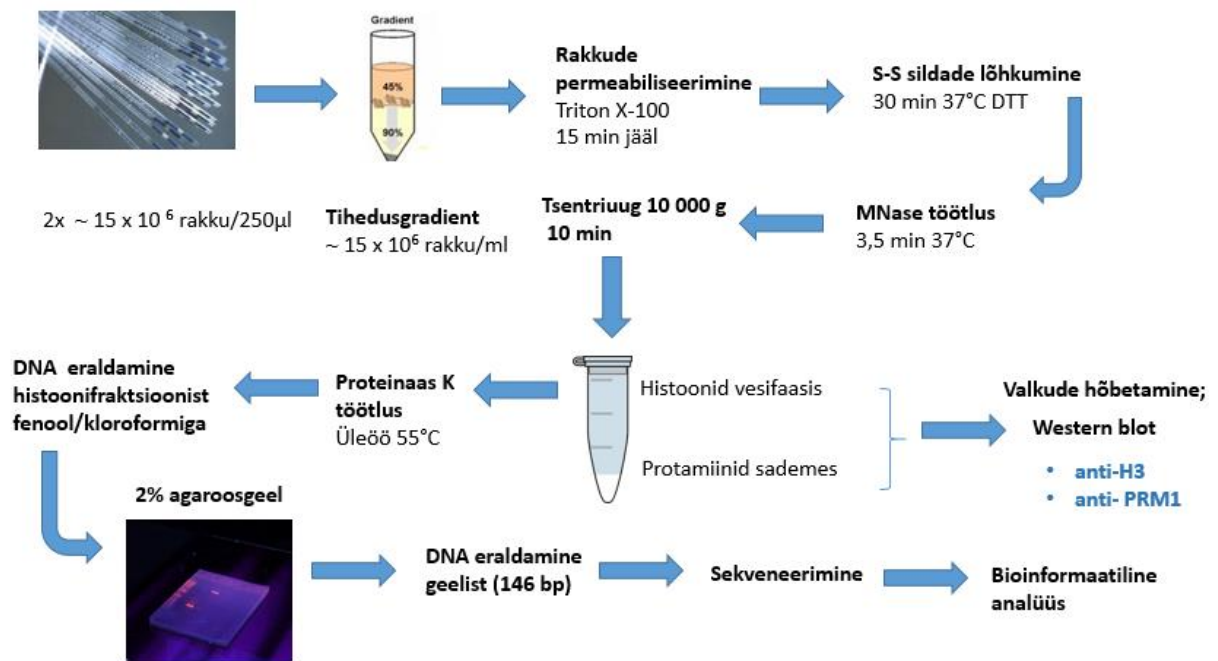 Gradient
45%
90%
Rakkude
permeabiliseerimine
Triton X-100
15 min jääl
S-S sildade lõhkumine
30 min 37°C DTT
2x ~ 15 x 10 ⁶ rakku/250µl
Tihedusgradient
~ 15 x 10⁶ rakku/ml
Tsentriuug 10 000 g
10 min
MNase töötlus
3,5 min 37°C
DNA eraldamine
histoonifraktsioonist
fenool/kloroformiga
Proteinaas K
töötlus
Üleöö 55°C
Histoonid vesifaasis
Protamiinid sademes
Valkude hõbetamine;
Western blot
• anti-H3
• anti- PRM1
2% agaroosgeel
DNA eraldamine
geelist (146 bp)
Sekveneerimine
Bioinformaatiline
analüüs